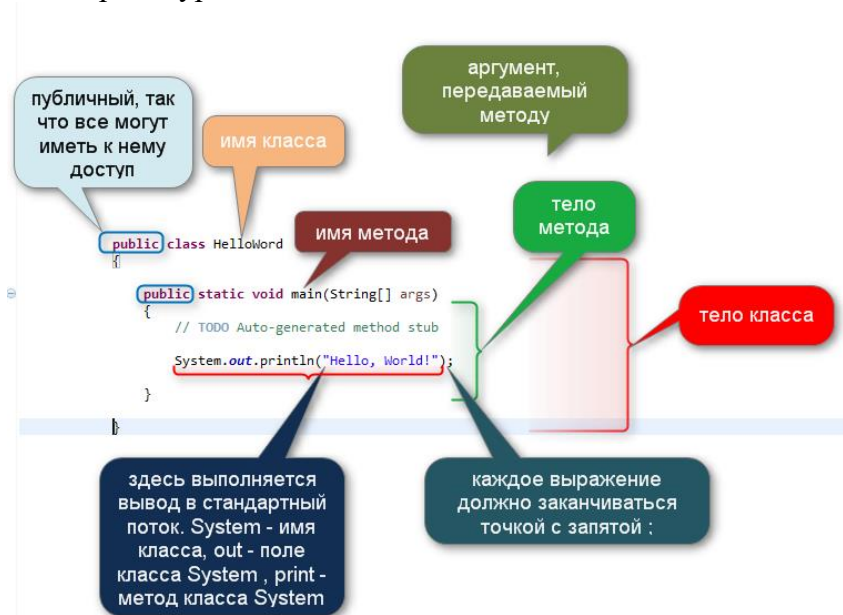 публичный, так
что все могут
иметь к нему
доступ
имя класса
аргумент,
передаваемый
методу
тело
метода
имя метода
public class HelloWord
{
public static void main(String[] args)
{
// TODO Auto-generated method stub
System.out.println("Hello, World!");
}
}
тело класса
здесь выполняется
вывод в стандартный
поток. System - имя
класса, out - поле
класса System , print -
метод класса System
каждое выражение
должно заканчиваться
точкой с запятой ;